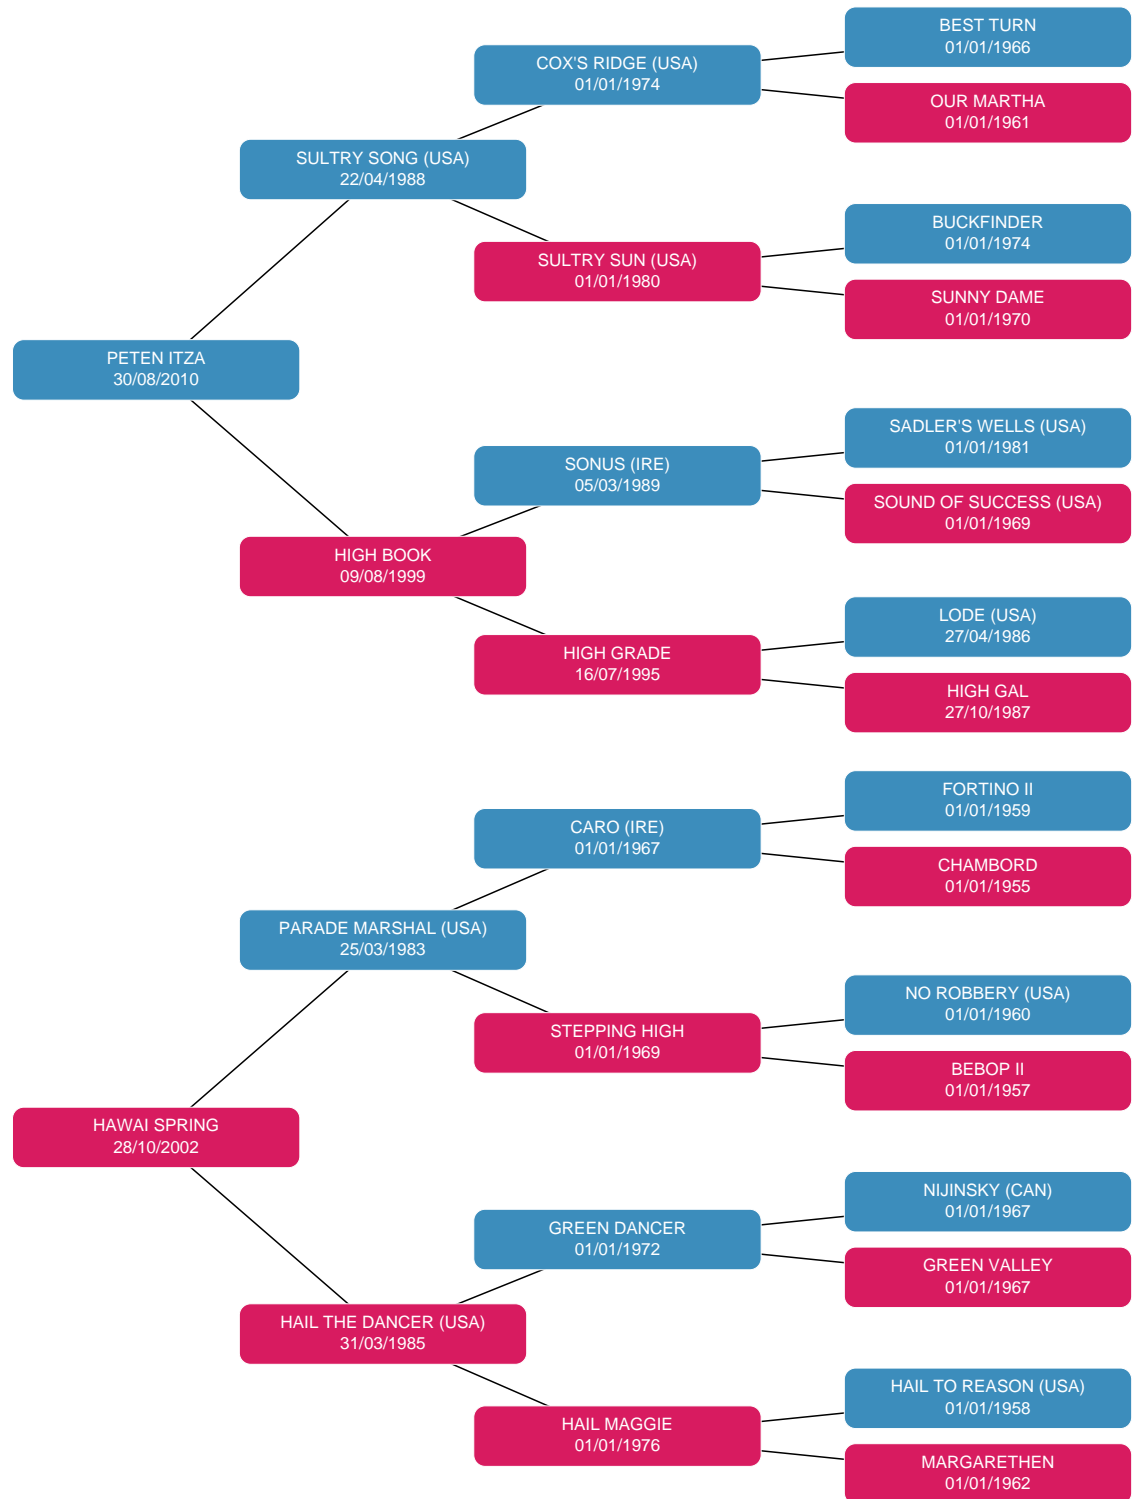 BEST TURN
01/01/1966
COX'S RIDGE (USA)
01/01/1974
OUR MARTHA
01/01/1961
SULTRY SONG (USA)
22/04/1988
BUCKFINDER
01/01/1974
SULTRY SUN (USA)
01/01/1980
SUNNY DAME
01/01/1970
PETEN ITZA
30/08/2010
SADLER'S WELLS (USA)
01/01/1981
SONUS (IRE)
05/03/1989
SOUND OF SUCCESS (USA)
01/01/1969
HIGH BOOK
09/08/1999
LODE (USA)
27/04/1986
HIGH GRADE
16/07/1995
HIGH GAL
27/10/1987
FORTINO II
01/01/1959
CARO (IRE)
01/01/1967
CHAMBORD
01/01/1955
PARADE MARSHAL (USA)
25/03/1983
NO ROBBERY (USA)
01/01/1960
STEPPING HIGH
01/01/1969
BEBOP II
01/01/1957
HAWAI SPRING
28/10/2002
NIJINSKY (CAN)
01/01/1967
GREEN DANCER
01/01/1972
GREEN VALLEY
01/01/1967
HAIL THE DANCER (USA)
31/03/1985
HAIL TO REASON (USA)
01/01/1958
HAIL MAGGIE
01/01/1976
MARGARETHEN
01/01/1962